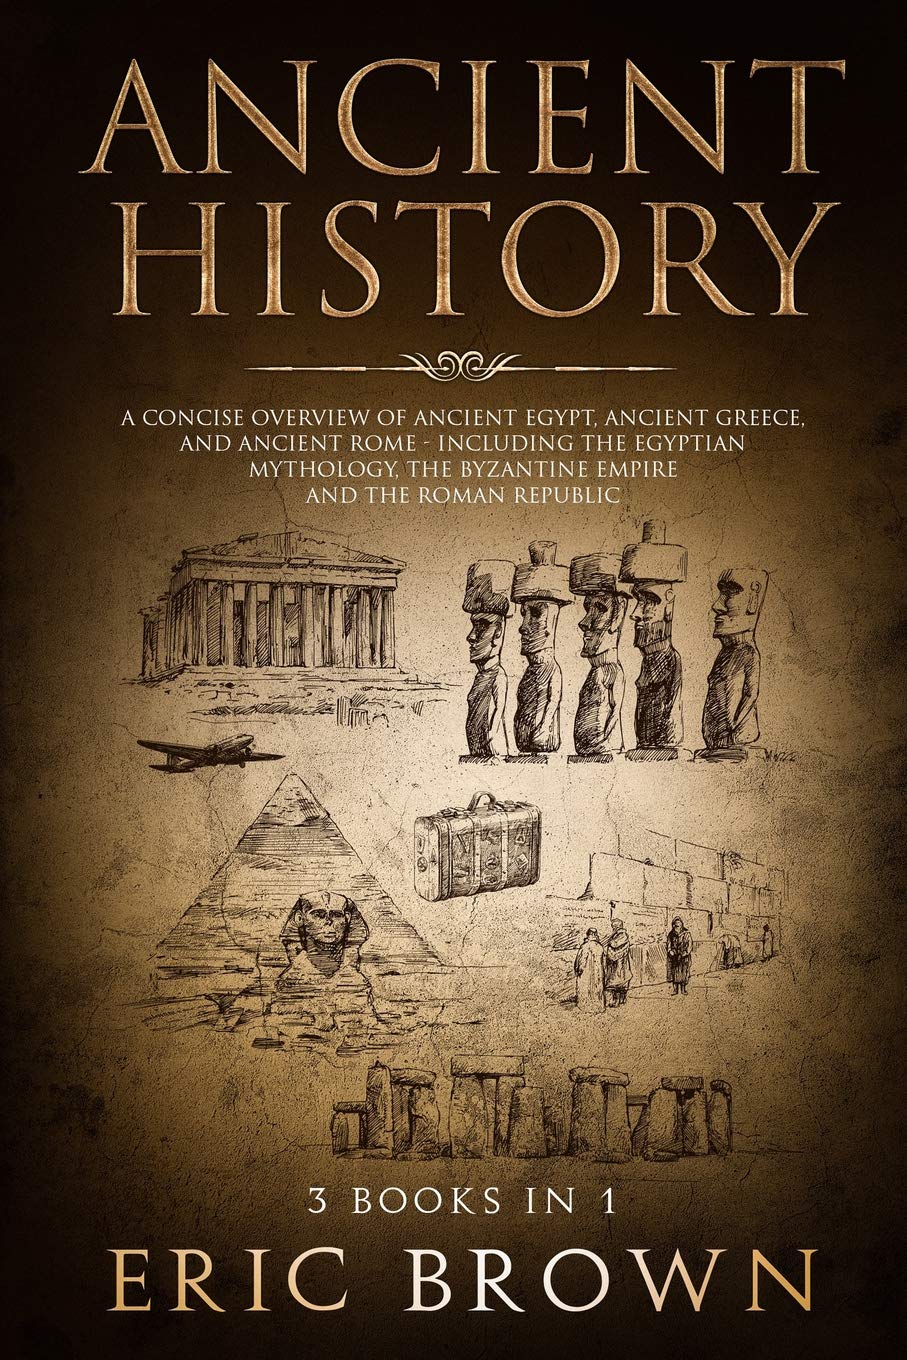 ANCIENT
HISTORY
A CONCISE OVERVIEW OF ANCIENT EGYPT, ANCIENT GREECE,
AND ANCIENT ROME - INCLUDING THE EGYPTIAN
MYTHOLOGY, THE BYZANTINE EMPIRE
AND THE ROMAN REPUBLIC
3 BOOKS IN 1
ERIC BROWN